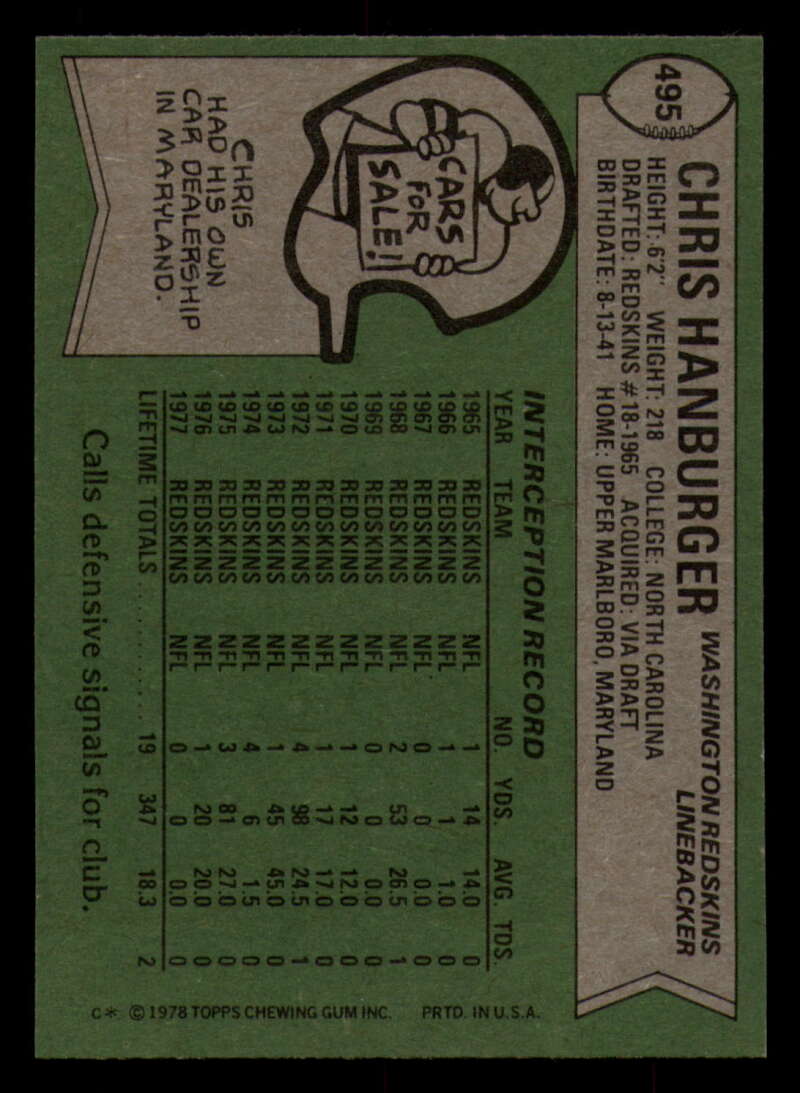 495
CHRIS HANBURGER
WASHINGTON REDSKINS
LINEBACKER
HEIGHT: 6'2" WEIGHT: 218 COLLEGE: NORTH CAROLINA
DRAFTED: REDSKINS #18-1965 ACQUIRED: VIA DRAFT
BIRTHDATE: 8-13-41 HOME: UPPER MARLBORO, MARYLAND
CARS
FOR
SALE!!
CHRIS
HAD HIS OWN
CAR DEALERSHIP
IN MARYLAND.
INTERCEPTION RECORD
YEAR TEAM NO. YDS. AVG. TDS.
1965 REDSKINS NFL 1 14 14.0 0
1966 REDSKINS NFL 1 1 1.0 0
1967 REDSKINS NFL 0 0 0.0 0
1968 REDSKINS NFL 2 53 26.5 1
1969 REDSKINS NFL 0 0 0.0 0
1970 REDSKINS NFL 1 12 12.0 0
1971 REDSKINS NFL 1 17 17.0 0
1972 REDSKINS NFL 4 98 24.5 1
1973 REDSKINS NFL 1 45 45.0 0
1974 REDSKINS NFL 4 6 1.5 0
1975 REDSKINS NFL 3 81 27.0 0
1976 REDSKINS NFL 1 20 20.0 0
1977 REDSKINS NFL 0 0 0.0 0
LIFETIME TOTALS .......... 19 347 18.3 2
Calls defensive signals for club.
C* © 1978 TOPPS CHEWING GUM INC. PRTD. IN U.S.A.